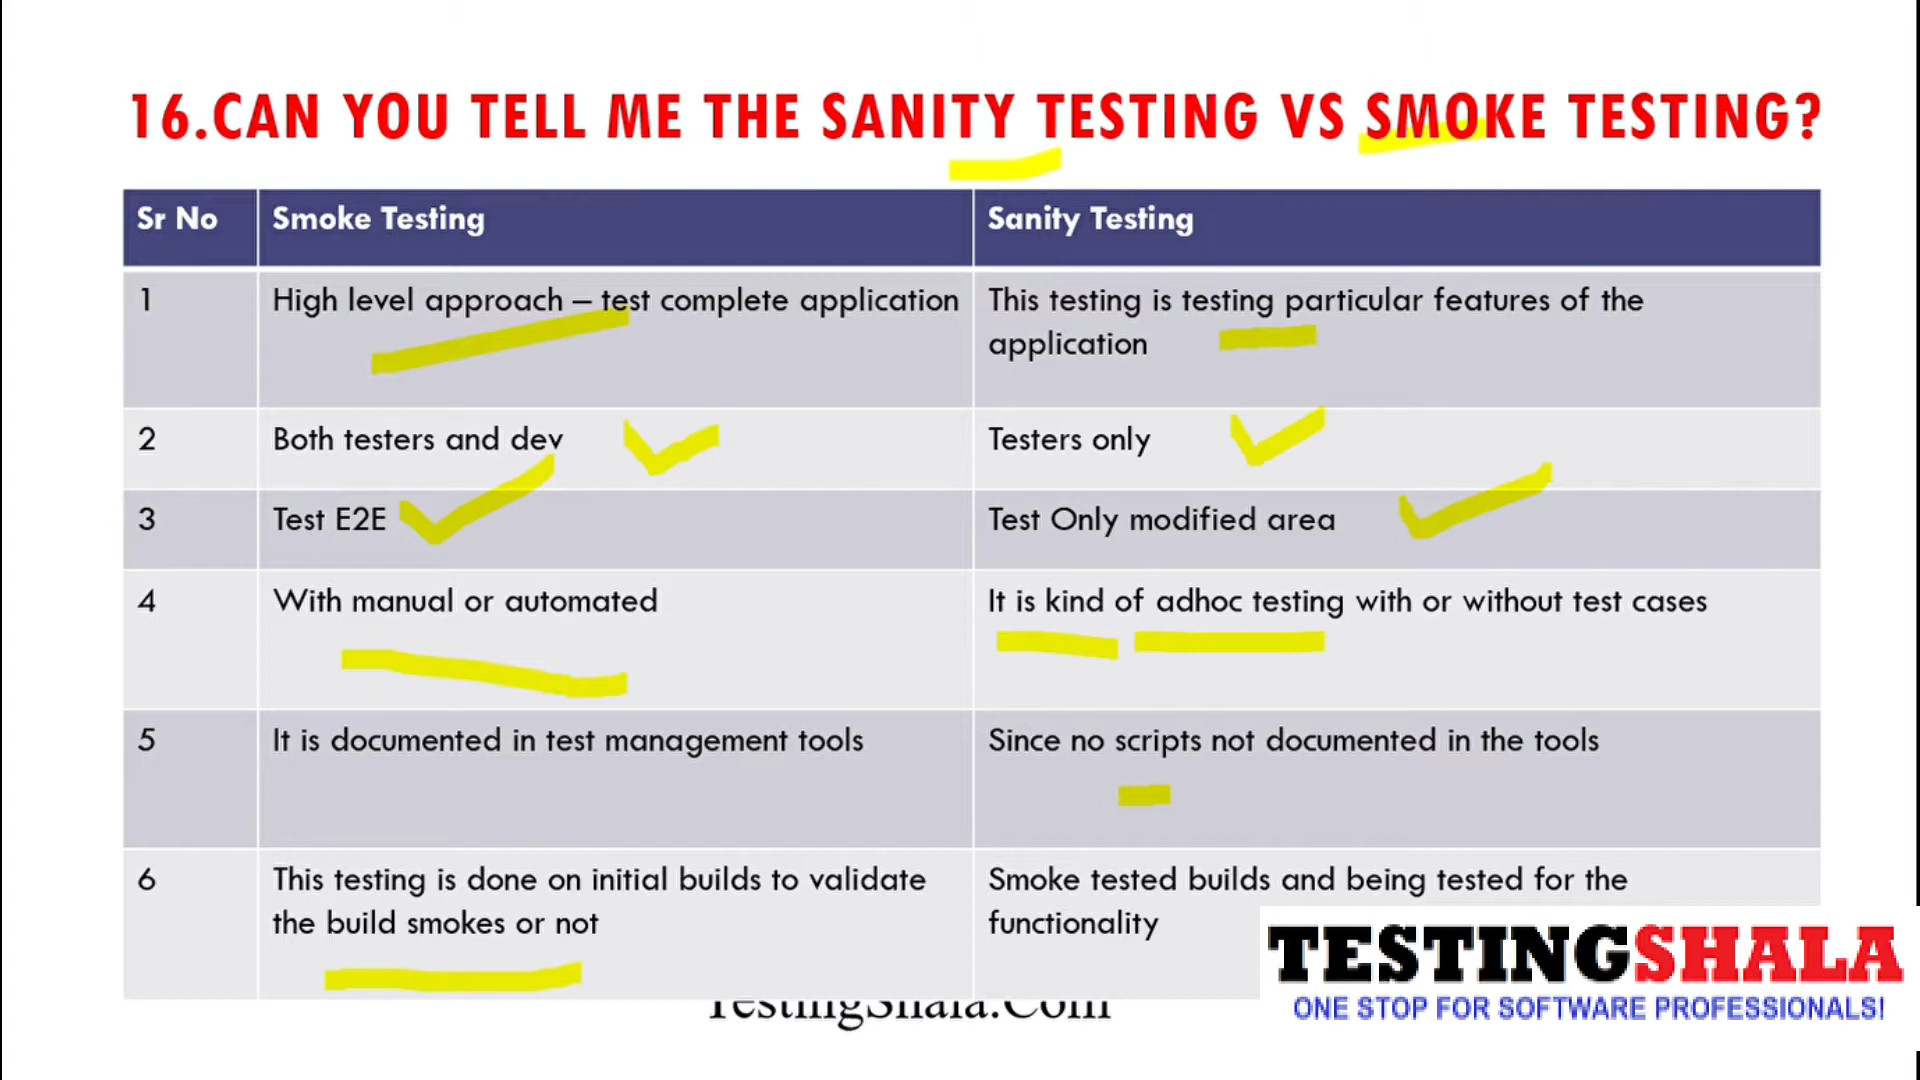 16.CAN YOU TELL ME THE SANITY TESTING VS SMOKE TESTING?
Sr No Smoke Testing Sanity Testing
1 High level approach – test complete application This testing is testing particular features of the
application
2 Both testers and dev Testers only
3 Test E2E Test Only modified area
4 With manual or automated It is kind of adhoc testing with or without test cases
5 It is documented in test management tools Since no scripts not documented in the tools
6 This testing is done on initial builds to validate Smoke tested builds and being tested for the
the build smokes or not functionality
TESTINGSHALA
TestingShala.Com ONE STOP FOR SOFTWARE PROFESSIONALS!